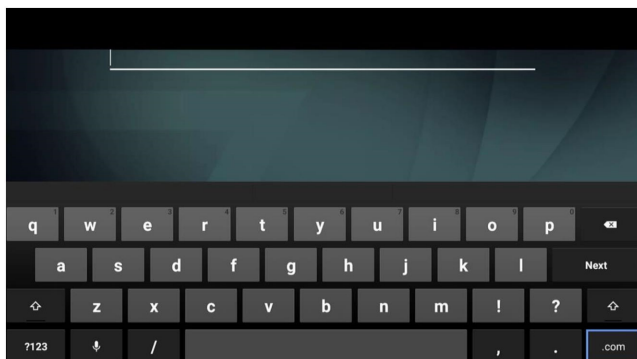 q 1 w 2 e 3 r 4 t 5 y 6 u 7 i 8 o 9 p 0
a s d f g h j k l Next
z x c v b n m ! ?
?123 / , . .com